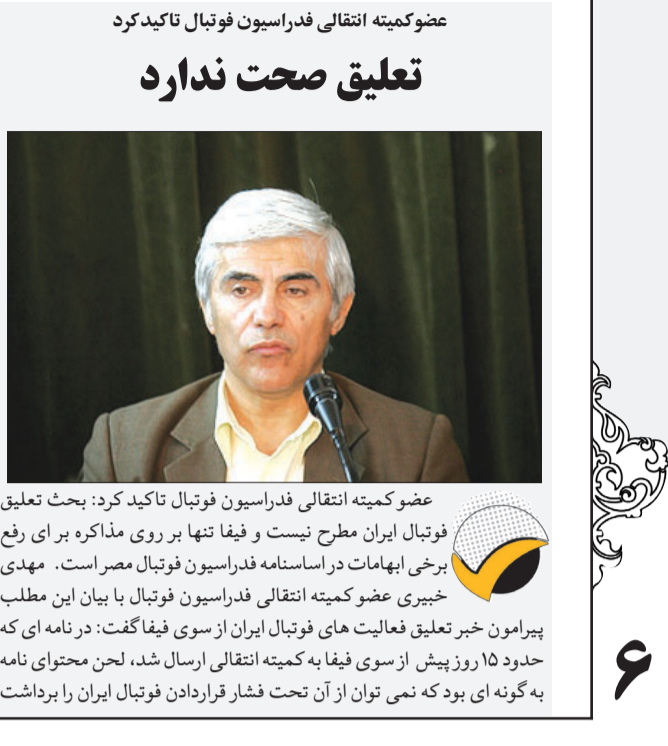 عضوکمیته انتقالی فدراسیون فوتبال تاکیدکرد
تعلیق صحت ندارد
عضو کمیته انتقالی فدراسیون فوتبال تاکید کرد: بحث تعلیق
فوتبال ایران مطرح نیست و فیفا تنها بر روی مذاکره بر ای رفع
برخی ابهامات در اساسنامه فدراسیون فوتبال مصر است. مهدی
خبیری عضو کمیته انتقالی فدراسیون فوتبال با بیان این مطلب
پیرامون خبر تعلیق فعالیت های فوتبال ایران از سوی فیفا گفت: در نامه ای که
حدود ۱۵ روز پیش از سوی فیفا به کمیته انتقالی ارسال شد، لحن محتوای نامه
به گونه ای بود که نمی توان از آن تحت فشار قراردادن فوتبال ایران را برداشت
۶